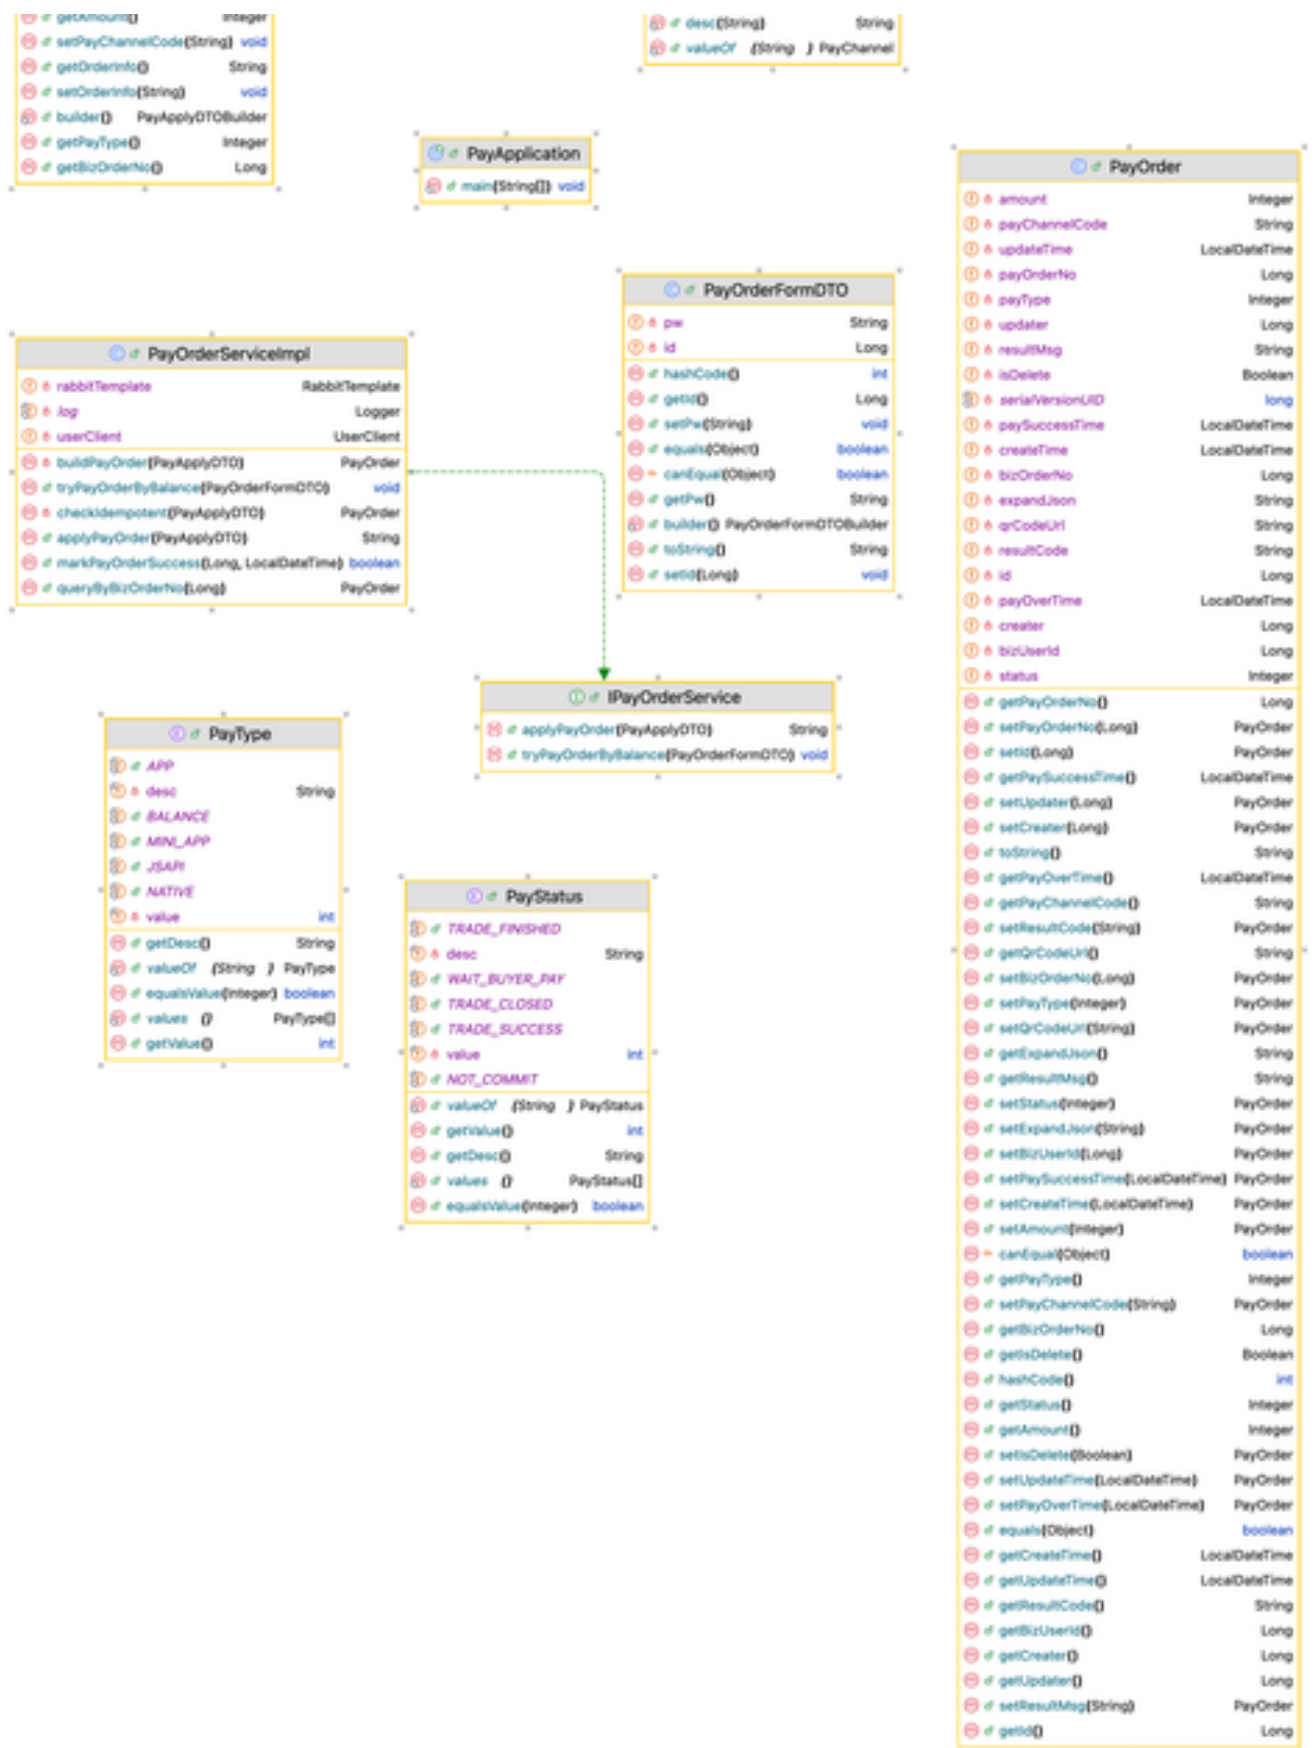 getAmount() Integer
setPayChannelCode(String) void
getOrderInfo() String
setOrderInfo(String) void
builder() PayApplyDTOBuilder
getPayType() Integer
getBizOrderNo() Long
desc(String) String
valueOf (String ) PayChannel
PayApplication
main(String[]) void
PayOrderServiceImpl
rabbitTemplate RabbitTemplate
log Logger
userClient UserClient
buildPayOrder(PayApplyDTO) PayOrder
tryPayOrderByBalance(PayOrderFormDTO) void
checkIdempotent(PayApplyDTO) PayOrder
applyPayOrder(PayApplyDTO) String
markPayOrderSuccess(Long, LocalDateTime) boolean
queryByBizOrderNo(Long) PayOrder
PayOrderFormDTO
pw String
id Long
hashCode() int
getId() Long
setPw(String) void
equals(Object) boolean
canEqual(Object) boolean
getPw() String
builder() PayOrderFormDTOBuilder
toString() String
setId(Long) void
IPayOrderService
applyPayOrder(PayApplyDTO) String
tryPayOrderByBalance(PayOrderFormDTO) void
PayType
APP
desc String
BALANCE
MINI_APP
JSAPI
NATIVE
value int
getDesc() String
valueOf (String ) PayType
equalsValue(Integer) boolean
values () PayType[]
getValue() int
PayStatus
TRADE_FINISHED
desc String
WAIT_BUYER_PAY
TRADE_CLOSED
TRADE_SUCCESS
value int
NOT_COMMIT
valueOf (String ) PayStatus
getValue() int
getDesc() String
values () PayStatus[]
equalsValue(Integer) boolean
PayOrder
amount Integer
payChannelCode String
updateTime LocalDateTime
payOrderNo Long
payType Integer
updater Long
resultMsg String
isDelete Boolean
serialVersionUID long
paySuccessTime LocalDateTime
createTime LocalDateTime
bizOrderNo Long
expandJson String
qrCodeUrl String
resultCode String
id Long
payOverTime LocalDateTime
creater Long
bizUserId Long
status Integer
getPayOrderNo() Long
setPayOrderNo(Long) PayOrder
setId(Long) PayOrder
getPaySuccessTime() LocalDateTime
setUpdater(Long) PayOrder
setCreater(Long) PayOrder
toString() String
getPayOverTime() LocalDateTime
getPayChannelCode() String
setResultCode(String) PayOrder
getQrCodeUrl() String
setBizOrderNo(Long) PayOrder
setPayType(Integer) PayOrder
setQrCodeUrl(String) PayOrder
getExpandJson() String
getResultMsg() String
setStatus(Integer) PayOrder
setExpandJson(String) PayOrder
setBizUserId(Long) PayOrder
setPaySuccessTime(LocalDateTime) PayOrder
setCreateTime(LocalDateTime) PayOrder
setAmount(Integer) PayOrder
canEqual(Object) boolean
getPayType() Integer
setPayChannelCode(String) PayOrder
getBizOrderNo() Long
getIsDelete() Boolean
hashCode() int
getStatus() Integer
getAmount() Integer
setIsDelete(Boolean) PayOrder
setUpdateTime(LocalDateTime) PayOrder
setPayOverTime(LocalDateTime) PayOrder
equals(Object) boolean
getCreateTime() LocalDateTime
getUpdateTime() LocalDateTime
getResultCode() String
getBizUserId() Long
getCreater() Long
getUpdater() Long
setResultMsg(String) PayOrder
getId() Long